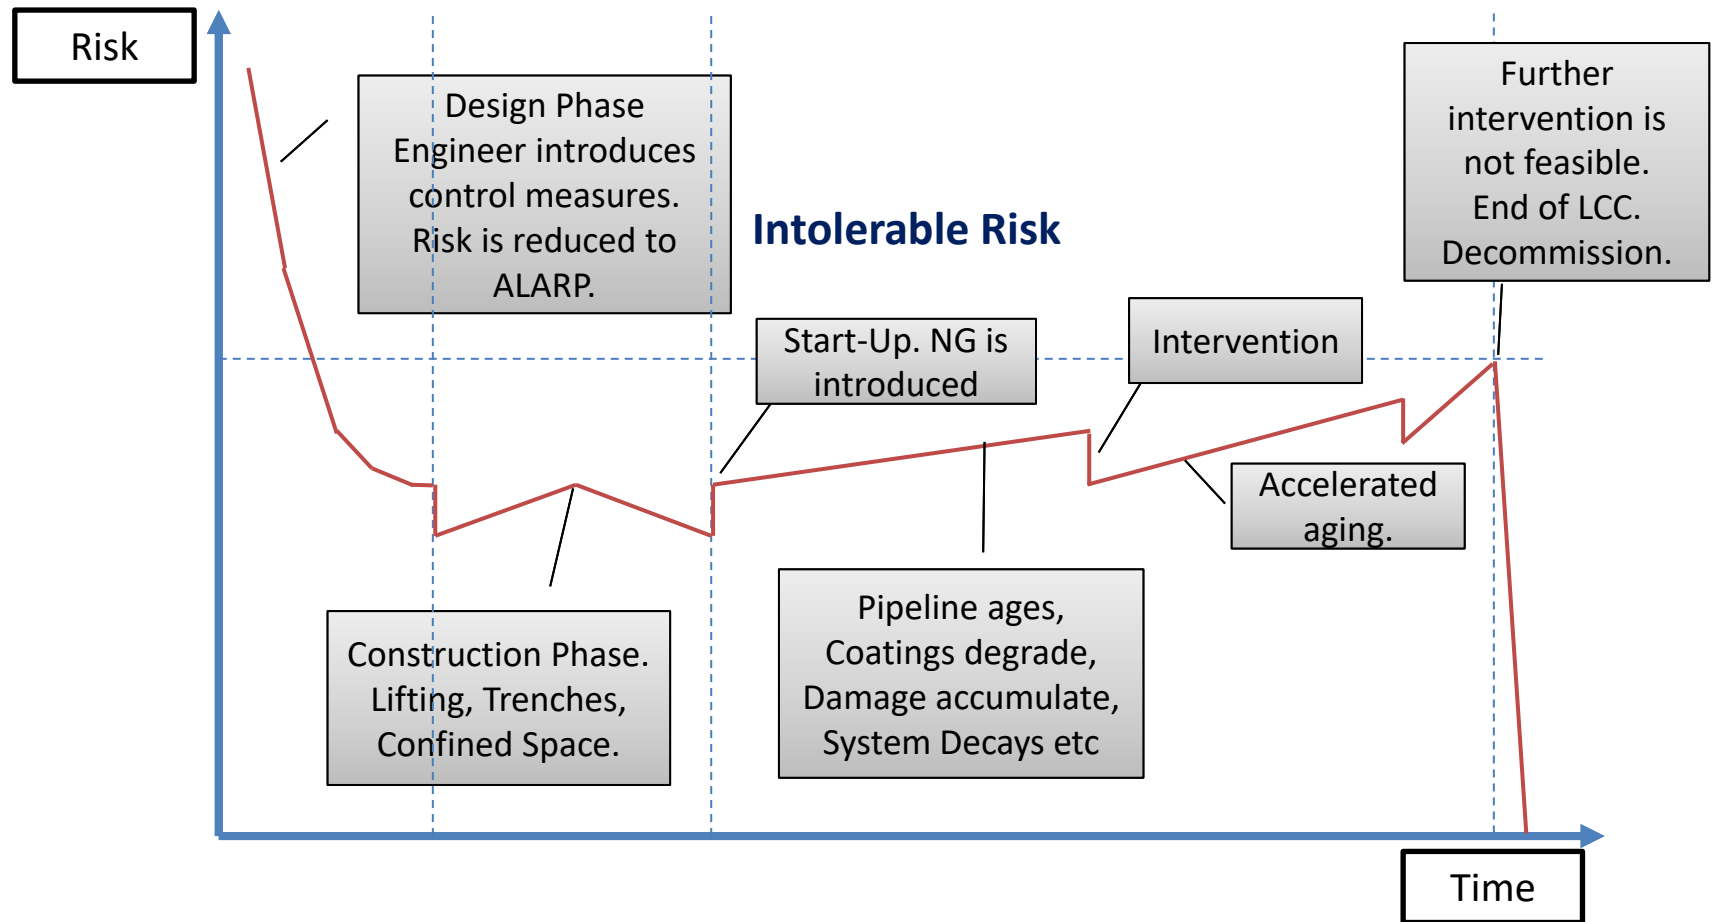 Risk
Design Phase
Engineer introduces
control measures.
Risk is reduced to
ALARP.
Intolerable Risk
Further
intervention is
not feasible.
End of LCC.
Decommission.
Start-Up. NG is
introduced
Intervention
Accelerated
aging.
Construction Phase.
Lifting, Trenches,
Confined Space.
Pipeline ages,
Coatings degrade,
Damage accumulate,
System Decays etc
Time